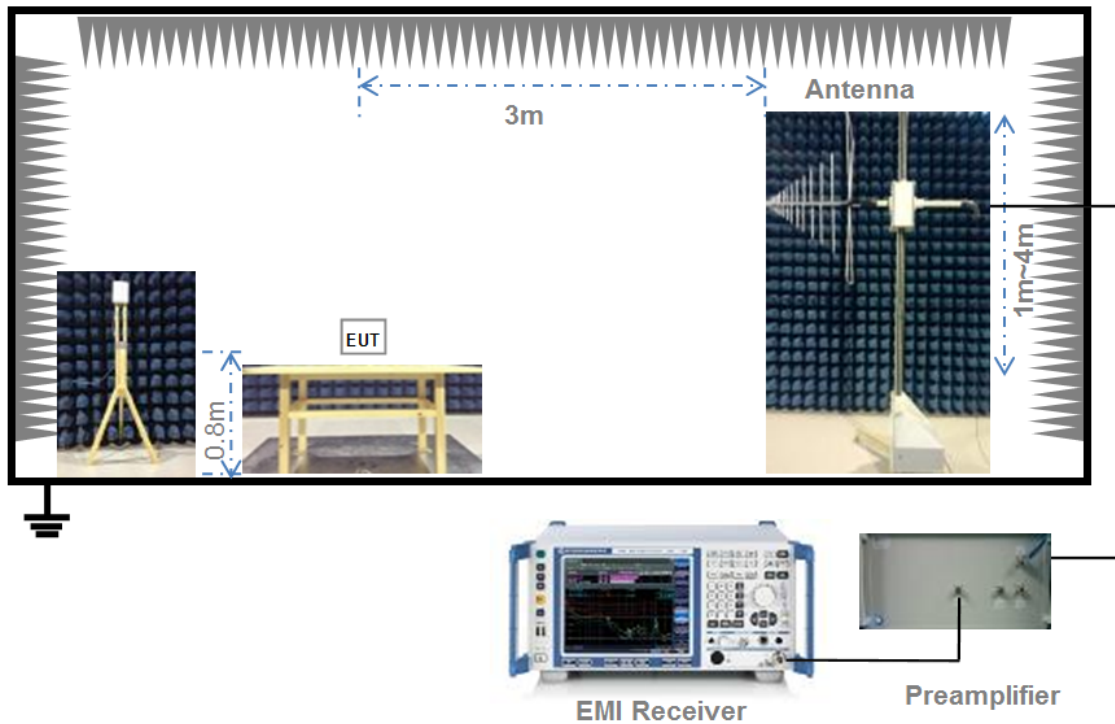 Antenna
3m
1m~4m
EUT
0.8m
EMI Receiver
Preamplifier